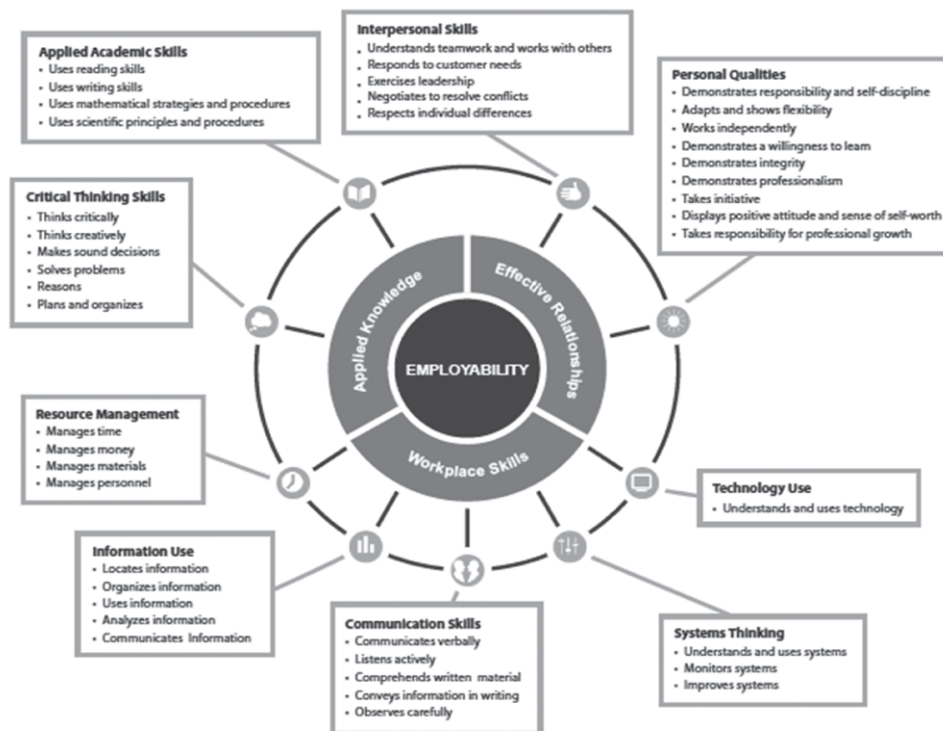 Applied Academic Skills
• Uses reading skills
• Uses writing skills
• Uses mathematical strategies and procedures
• Uses scientific principles and procedures
Interpersonal Skills
• Understands teamwork and works with others
• Responds to customer needs
• Exercises leadership
• Negotiates to resolve conflicts
• Respects individual differences
Personal Qualities
• Demonstrates responsibility and self-discipline
• Adapts and shows flexibility
• Works independently
• Demonstrates a willingness to learn
• Demonstrates integrity
• Demonstrates professionalism
• Takes initiative
• Displays positive attitude and sense of self-worth
• Takes responsibility for professional growth
Critical Thinking Skills
• Thinks critically
• Thinks creatively
• Makes sound decisions
• Solves problems
• Reasons
• Plans and organizes
Applied Knowledge
Effective Relationships
EMPLOYABILITY
Workplace Skills
Resource Management
• Manages time
• Manages money
• Manages materials
• Manages personnel
Technology Use
• Understands and uses technology
Information Use
• Locates information
• Organizes information
• Uses information
• Analyzes information
• Communicates Information
Communication Skills
• Communicates verbally
• Listens actively
• Comprehends written material
• Conveys information in writing
• Observes carefully
Systems Thinking
• Understands and uses systems
• Monitors systems
• Improves systems